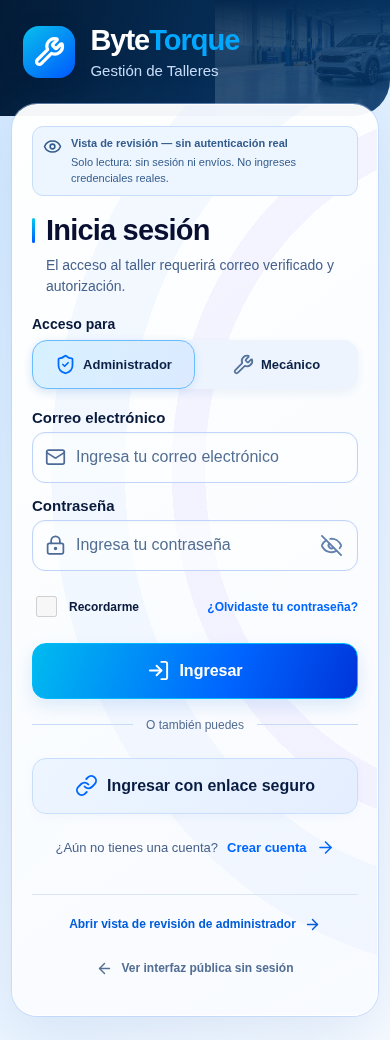 ByteTorque
Gestión de Talleres
Vista de revisión — sin autenticación real
Solo lectura: sin sesión ni envíos. No ingreses
credenciales reales.
Inicia sesión
El acceso al taller requerirá correo verificado y
autorización.
Acceso para
Administrador
Mecánico
Correo electrónico
Ingresa tu correo electrónico
Contraseña
Ingresa tu contraseña
Recordarme
¿Olvidaste tu contraseña?
Ingresar
O también puedes
Ingresar con enlace seguro
¿Aún no tienes una cuenta? Crear cuenta
Abrir vista de revisión de administrador
Ver interfaz pública sin sesión